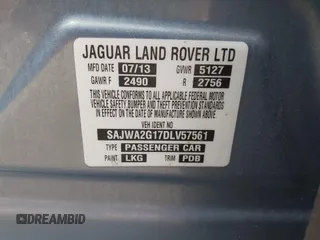 JAGUAR LAND ROVER LTD
MFD DATE 07/13 GVWR 5127
GAWR F 2490 R 2756
THIS VEHICLE CONFORMS TO ALL APPLICABLE FEDERAL MOTOR
VEHICLE SAFETY, BUMPER, AND THEFT PREVENTION STANDARDS
IN EFFECT ON THE DATE OF MANUFACTURE SHOWN ABOVE
VEH IDENT NO
SAJWA2G17DLV57561
TYPE PASSENGER CAR
PAINT LKG TRIM PDB
DREAMBID